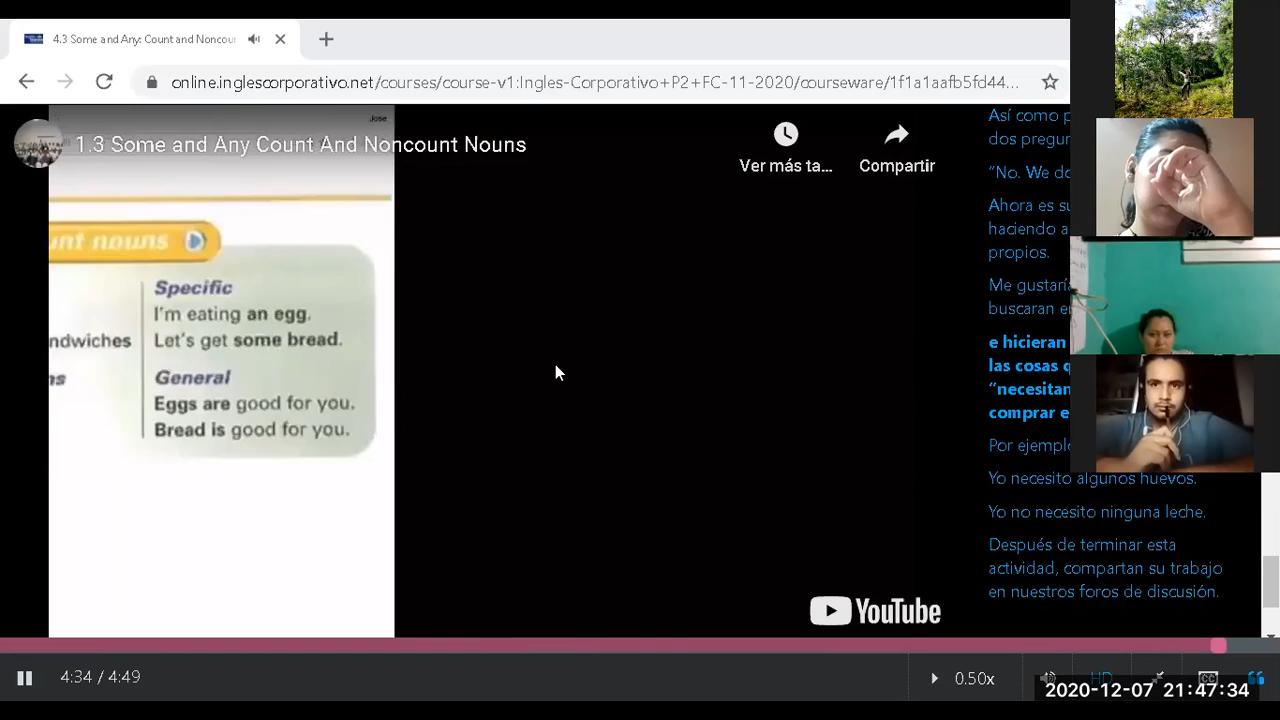 4.3 Some and Any: Count and Noncour
online.inglescorporativo.net/courses/course-v1:Ingles-Corporativo+P2+FC-11-2020/courseware/1f1a1aafb5fd44...
Jose
1.3 Some and Any Count And Noncount Nouns
Ver más ta...
Compartir
unt nouns
Specific
I'm eating an egg.
ndwiches
Let's get some bread.
General
Eggs are good for you.
Bread is good for you.
YouTube
Así como p
dos pregun
“No. We do
Ahora es su
haciendo a
propios.
Me gustaría
buscaran e
e hicieran
las cosas q
“necesitan
comprar e
Por ejemplo
Yo necesito algunos huevos.
Yo no necesito ninguna leche.
Después de terminar esta
actividad, compartan su trabajo
en nuestros foros de discusión.
4:34 / 4:49
0.50x
HD
CC
2020-12-07 21:47:34